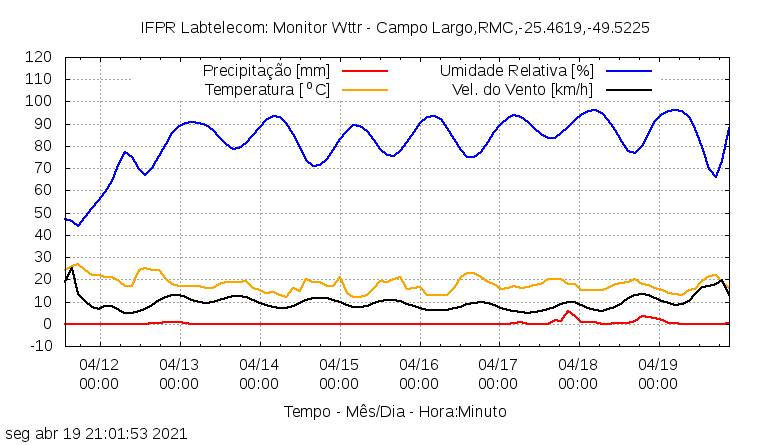 IFPR Labtelecom: Monitor Wttr - Campo Largo,RMC,-25.4619,-49.5225
Precipitação [mm] Umidade Relativa [%]
Temperatura [⁰C] Vel. do Vento [km/h]
120
110
100
90
80
70
60
50
40
30
20
10
0
-10
04/12 04/13 04/14 04/15 04/16 04/17 04/18 04/19
00:00 00:00 00:00 00:00 00:00 00:00 00:00 00:00
Tempo - Mês/Dia - Hora:Minuto
seg abr 19 21:01:53 2021